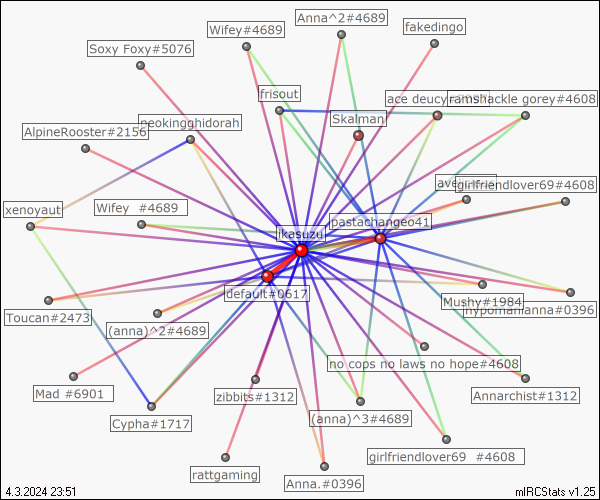 Anna^2#4689
Wifey#4689
fakedingo
Soxy Foxy#5076
frisout
ace deucy
ramshackle gorey#4608
Skalman
neokingghidorah
AlpineRooster#2156
girlfriendlover69#4608
xenoyaut
Wifey #4689
pastachangeo41
ikasuzu
default#0617
Mushy#1984
hypomanianna#0396
Toucan#2473
(anna)^2#4689
no cops no laws no hope#4608
Mad #6901
zibbits#1312
Annarchist#1312
Cypha#1717
(anna)^3#4689
girlfriendlover69 #4608
rattgaming
Anna.#0396
4.3.2024 23:51
mIRCStats v1.25